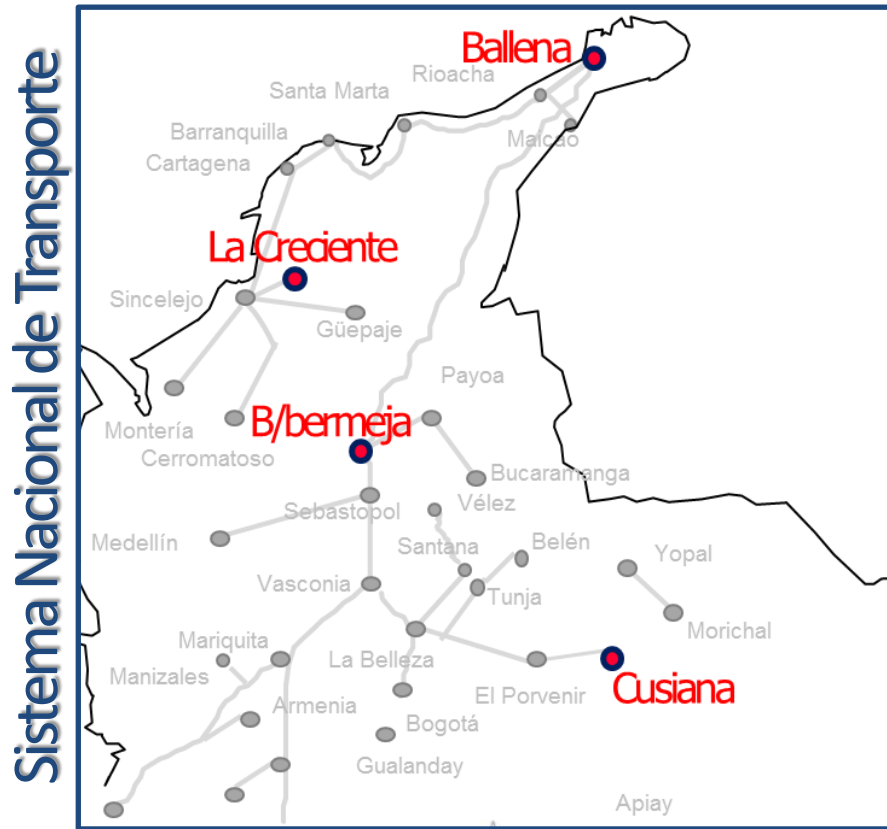 Sistema Nacional de Transporte
Ballena
Rioacha
Santa Marta
Barranquilla
Maicao
Cartagena
La Creciente
Sincelejo
Güepaje
Payoa
Montería
B/bermeja
Cerromatoso
Bucaramanga
Vélez
Sebastopol
Medellín
Santana
Belén
Yopal
Vasconia
Tunja
Morichal
Mariquita
La Belleza
Manizales
El Porvenir
Cusiana
Armenia
Bogotá
Gualanday
Apiay